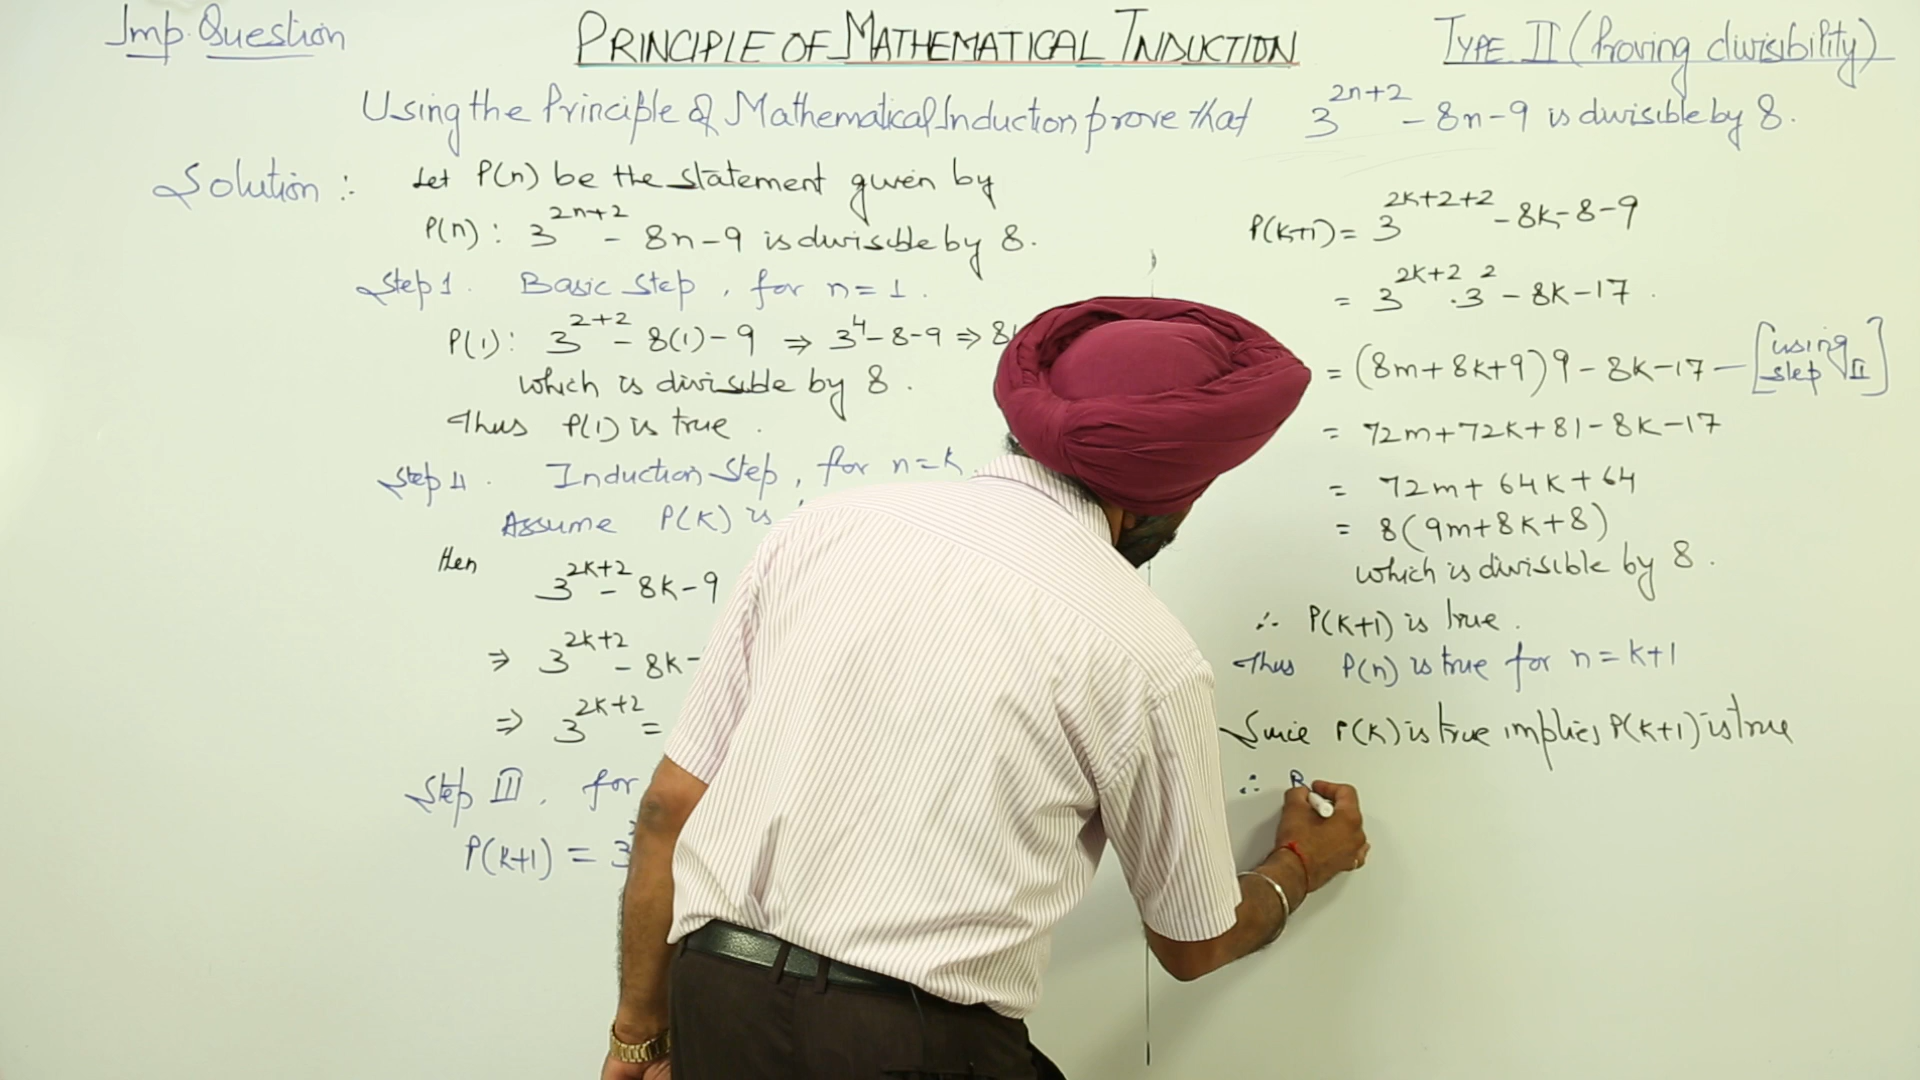 Imp. Question
PRINCIPLE OF MATHEMATICAL INDUCTION
TYPE II (Proving divisibility)
Using the Principle of Mathematical Induction prove that 3^{2n+2} - 8n - 9 is divisible by 8.
Solution :
Let P(n) be the statement given by
P(n) : 3^{2n+2} - 8n - 9 is divisible by 8.
Step 1. Basic Step, for n = 1.
P(1) : 3^{2+2} - 8(1) - 9 ⇒ 3^4 - 8 - 9 ⇒ 8
which is divisible by 8.
Thus P(1) is true.
Step II. Induction Step, for n = k.
Assume P(k) is
then 3^{2k+2} - 8k - 9
⇒ 3^{2k+2} - 8k -
⇒ 3^{2k+2} =
Step III, for
P(k+1) = 3
P(k+1) = 3^{2k+2+2} - 8k - 8 - 9
= 3^{2k+2} . 3^2 - 8k - 17.
= (8m + 8k + 9) 9 - 8k - 17 — [using step II]
= 72m + 72k + 81 - 8k - 17
= 72m + 64k + 64
= 8(9m + 8k + 8)
which is divisible by 8.
∴ P(k+1) is true.
Thus P(n) is true for n = k+1
Since P(k) is true implies P(k+1) is true
∴